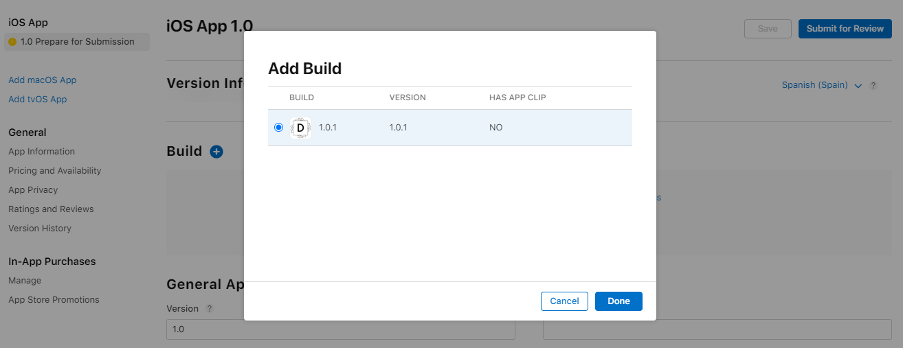 iOS App
1.0 Prepare for Submission
Add macOS App
Add tvOS App
General
App Information
Pricing and Availability
App Privacy
Ratings and Reviews
Version History
In-App Purchases
Manage
App Store Promotions
iOS App 1.0
Save
Submit for Review
Version Inf
Spanish (Spain)
?
Build
s
General Ap
Version ?
1.0
Add Build
BUILD VERSION HAS APP CLIP
D 1.0.1 1.0.1 NO
Cancel Done